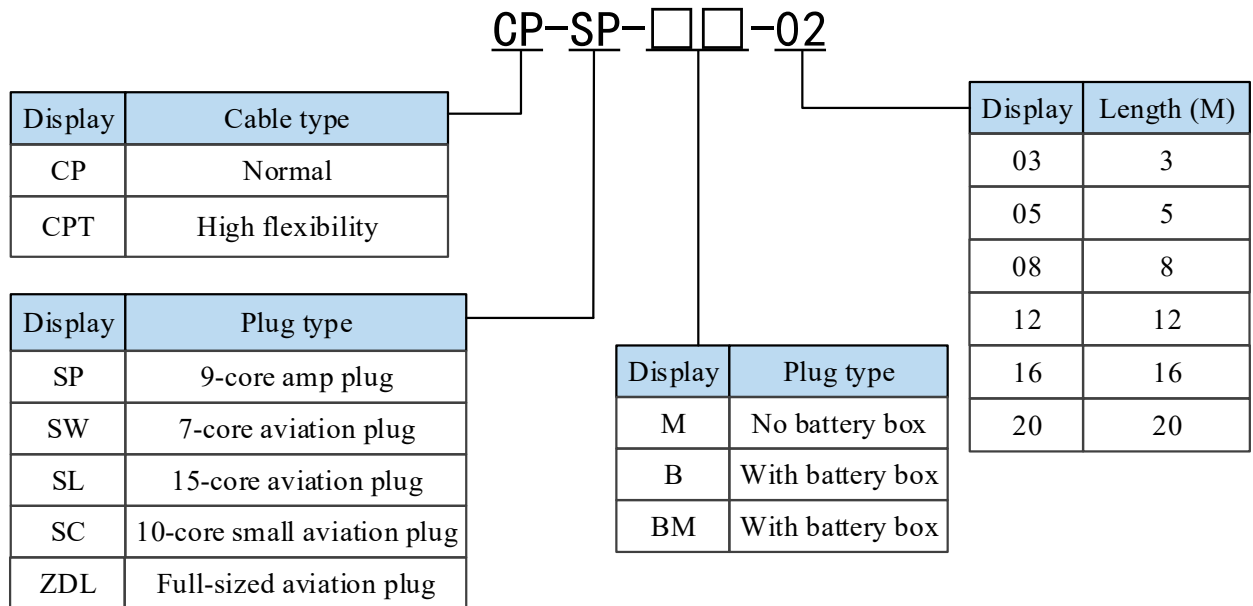 CP-SP-□□-02
Display Cable type
CP Normal
CPT High flexibility
Display Plug type
SP 9-core amp plug
SW 7-core aviation plug
SL 15-core aviation plug
SC 10-core small aviation plug
ZDL Full-sized aviation plug
Display Plug type
M No battery box
B With battery box
BM With battery box
Display Length (M)
03 3
05 5
08 8
12 12
16 16
20 20